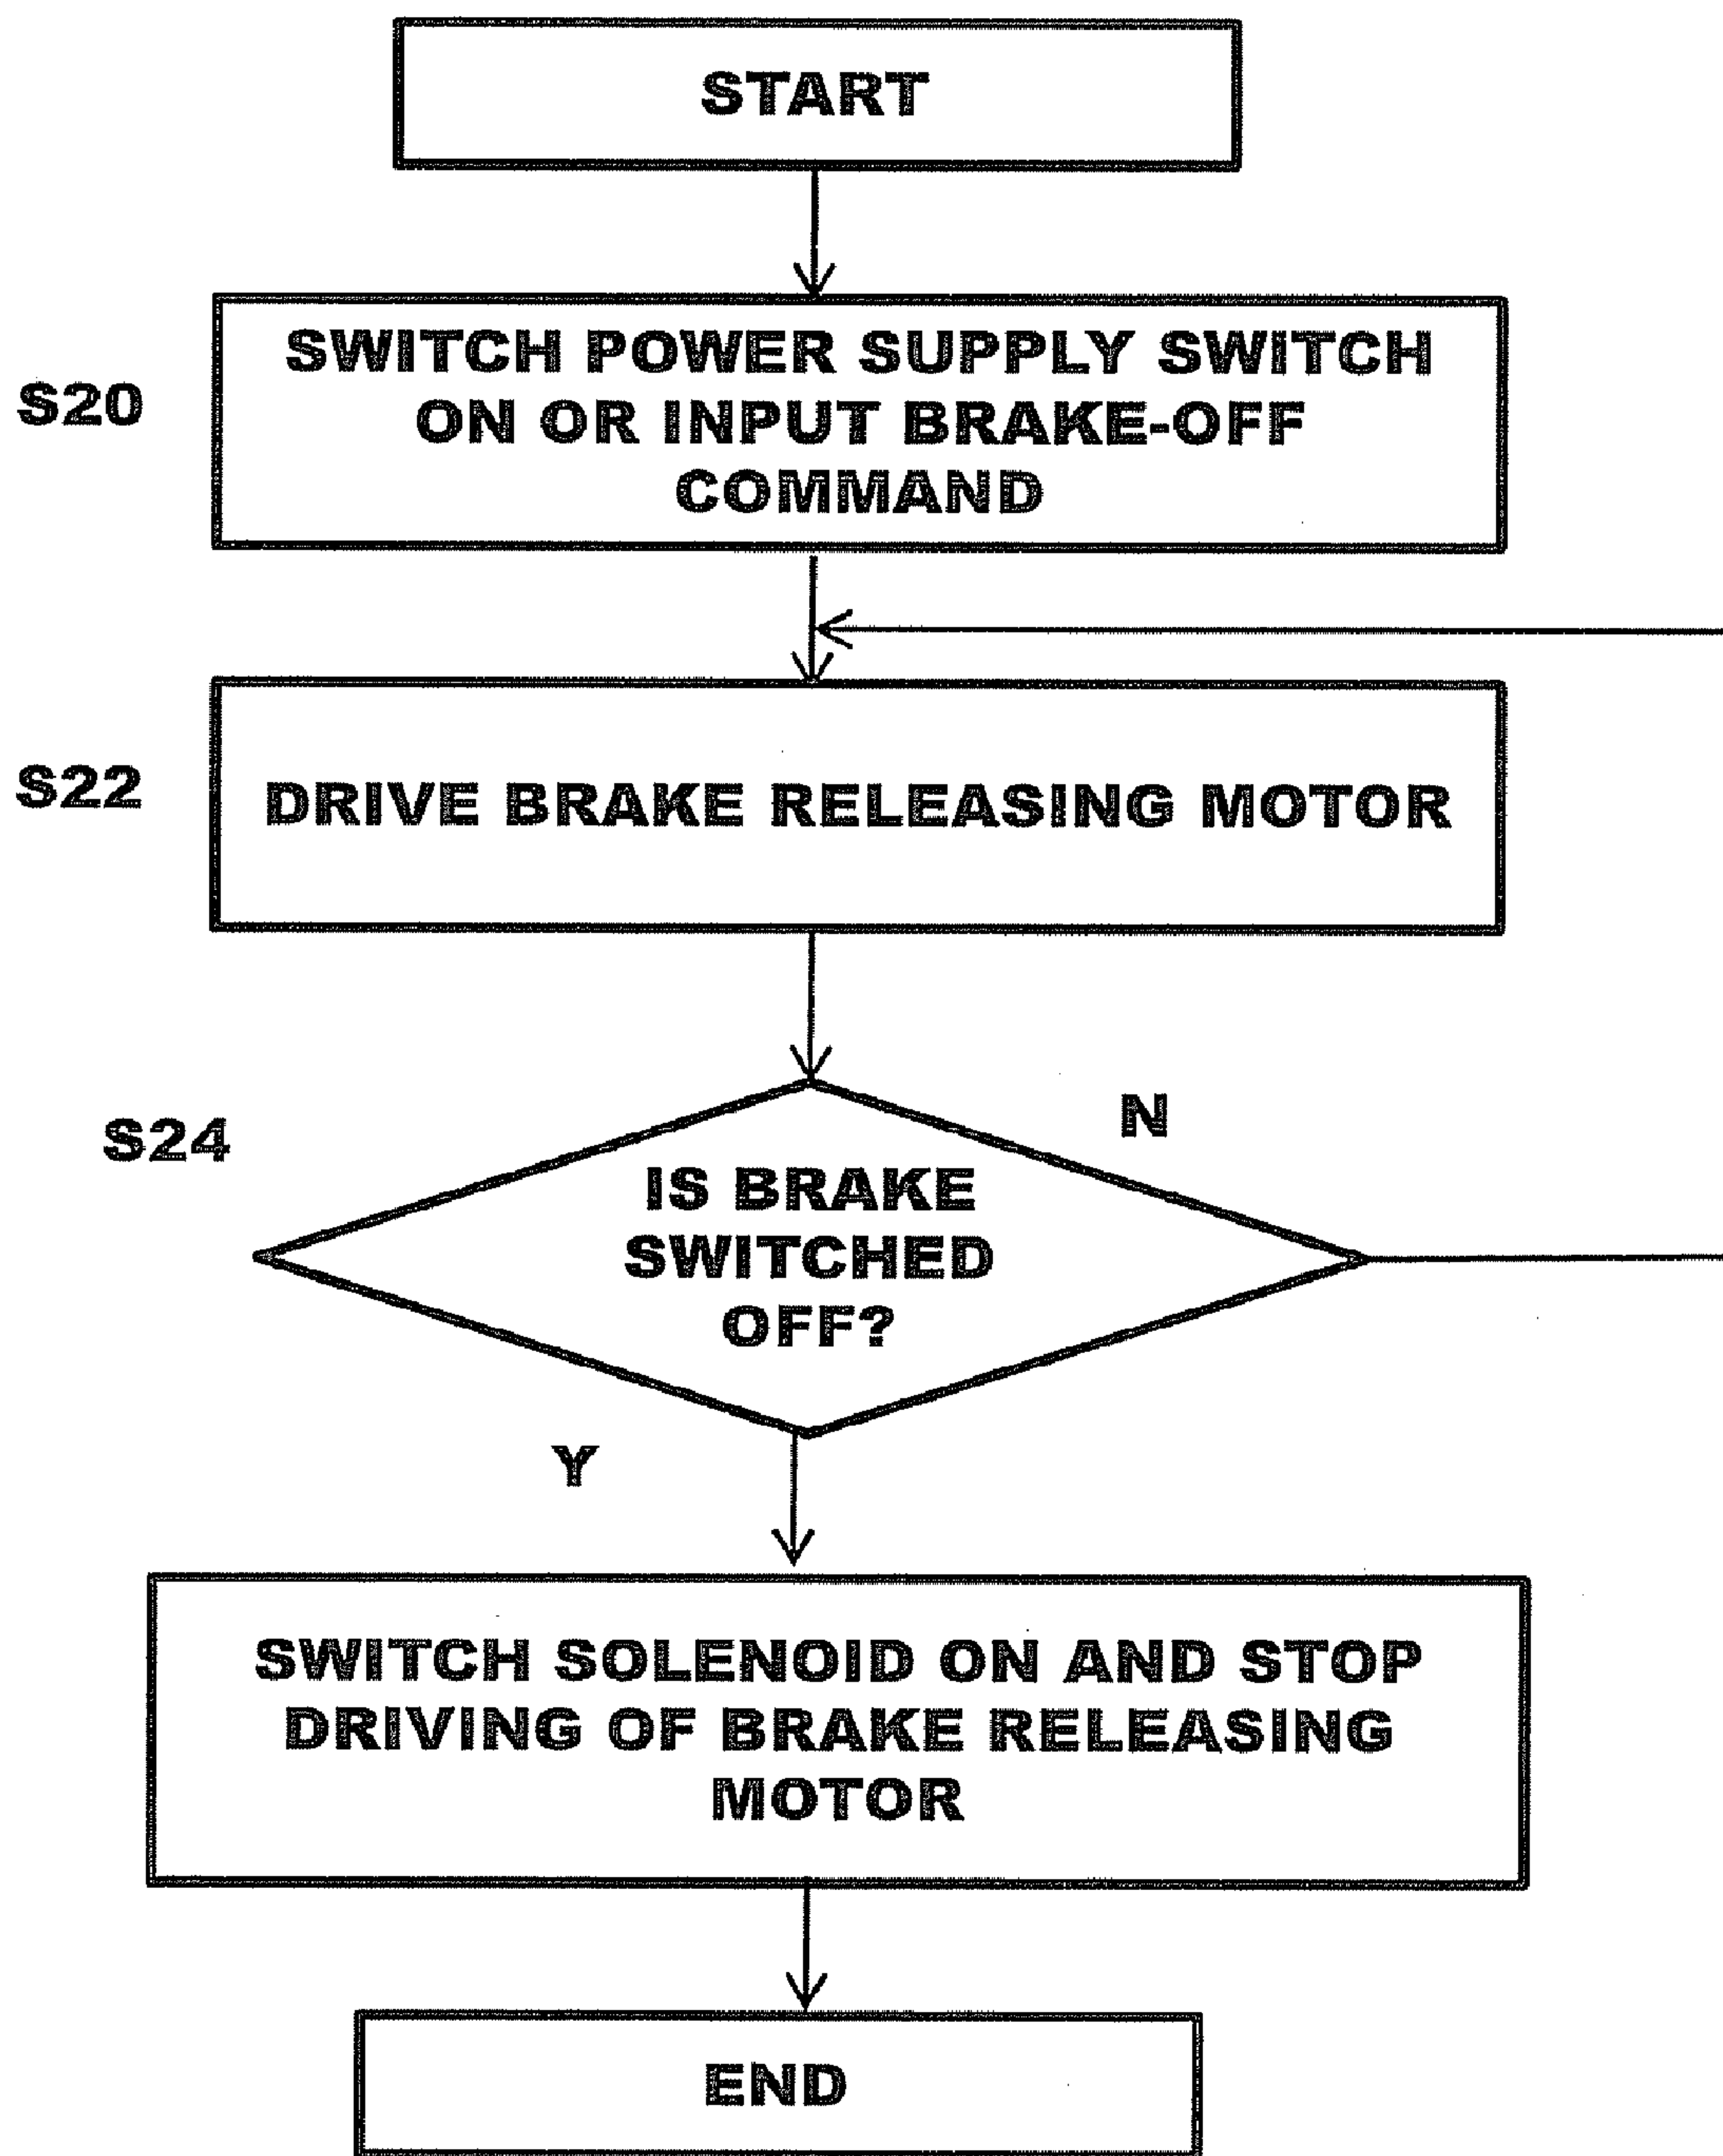 START
S20
SWITCH POWER SUPPLY SWITCH
ON OR INPUT BRAKE-OFF
COMMAND
S22
DRIVE BRAKE RELEASING MOTOR
S24
N
IS BRAKE
SWITCHED
OFF?
Y
SWITCH SOLENOID ON AND STOP
DRIVING OF BRAKE RELEASING
MOTOR
END